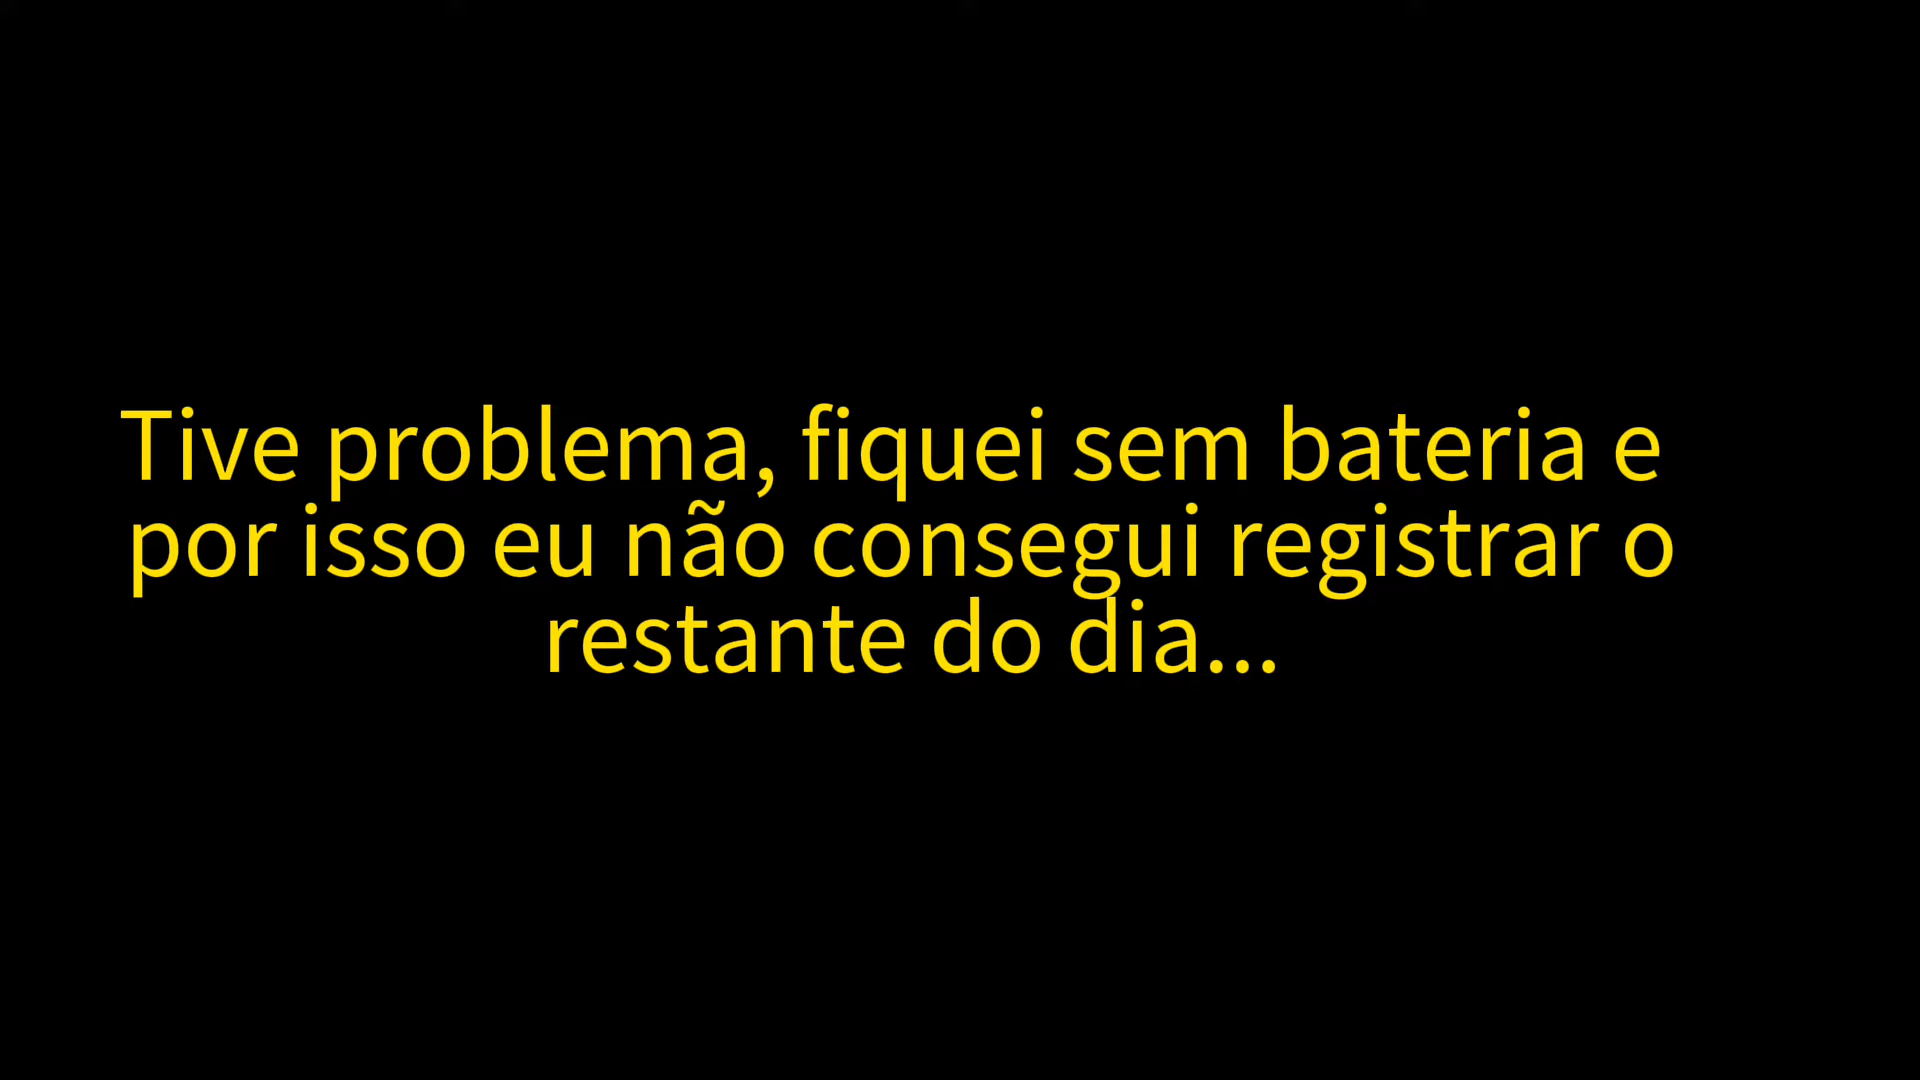 Tive problema, fiquei sem bateria e
por isso eu não consegui registrar o
restante do dia...